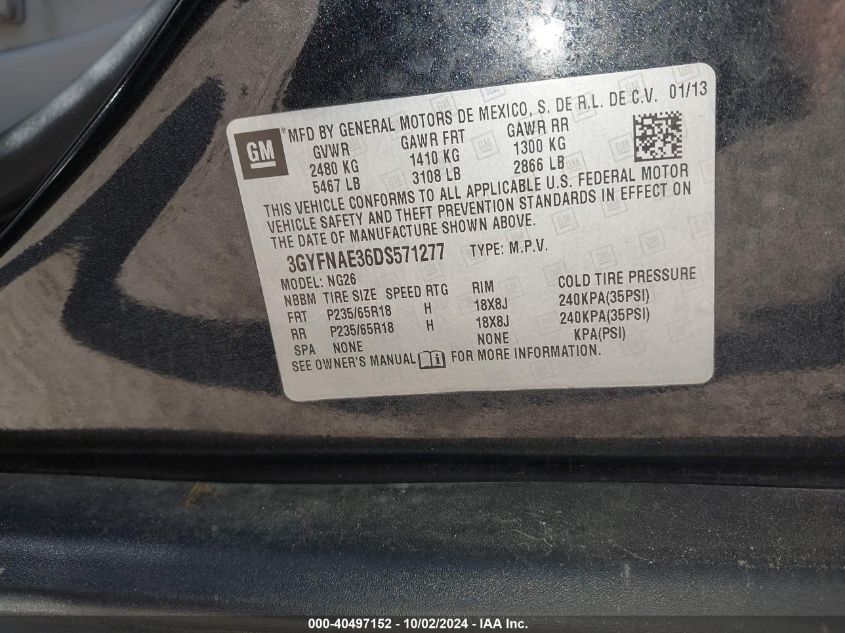 GM
MFD BY GENERAL MOTORS DE MEXICO, S. DE R.L. DE C.V. 01/13
GVWR GAWR FRT GAWR RR
2480 KG 1410 KG 1300 KG
5467 LB 3108 LB 2866 LB
THIS VEHICLE CONFORMS TO ALL APPLICABLE U.S. FEDERAL MOTOR
VEHICLE SAFETY AND THEFT PREVENTION STANDARDS IN EFFECT ON
THE DATE OF MANUFACTURE SHOWN ABOVE.
3GYFNAE36DS571277 TYPE: M.P.V.
MODEL: NG26
NBBM TIRE SIZE SPEED RTG RIM COLD TIRE PRESSURE
FRT P235/65R18 H 18X8J 240KPA(35PSI)
RR P235/65R18 H 18X8J 240KPA(35PSI)
SPA NONE NONE KPA(PSI)
SEE OWNER'S MANUAL FOR MORE INFORMATION.
000-40497152 - 10/02/2024 - IAA Inc.